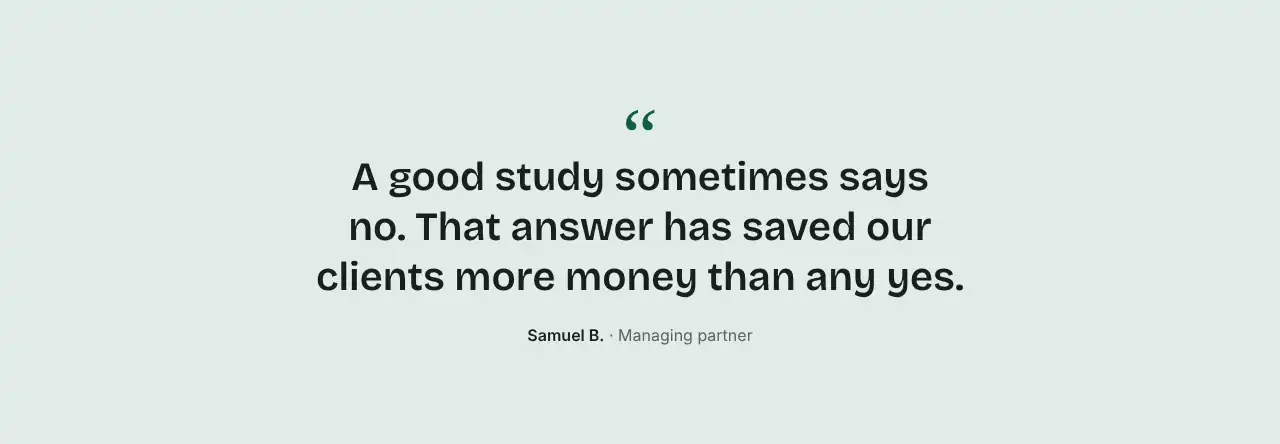 “
A good study sometimes says
no. That answer has saved our
clients more money than any yes.
Samuel B. · Managing partner